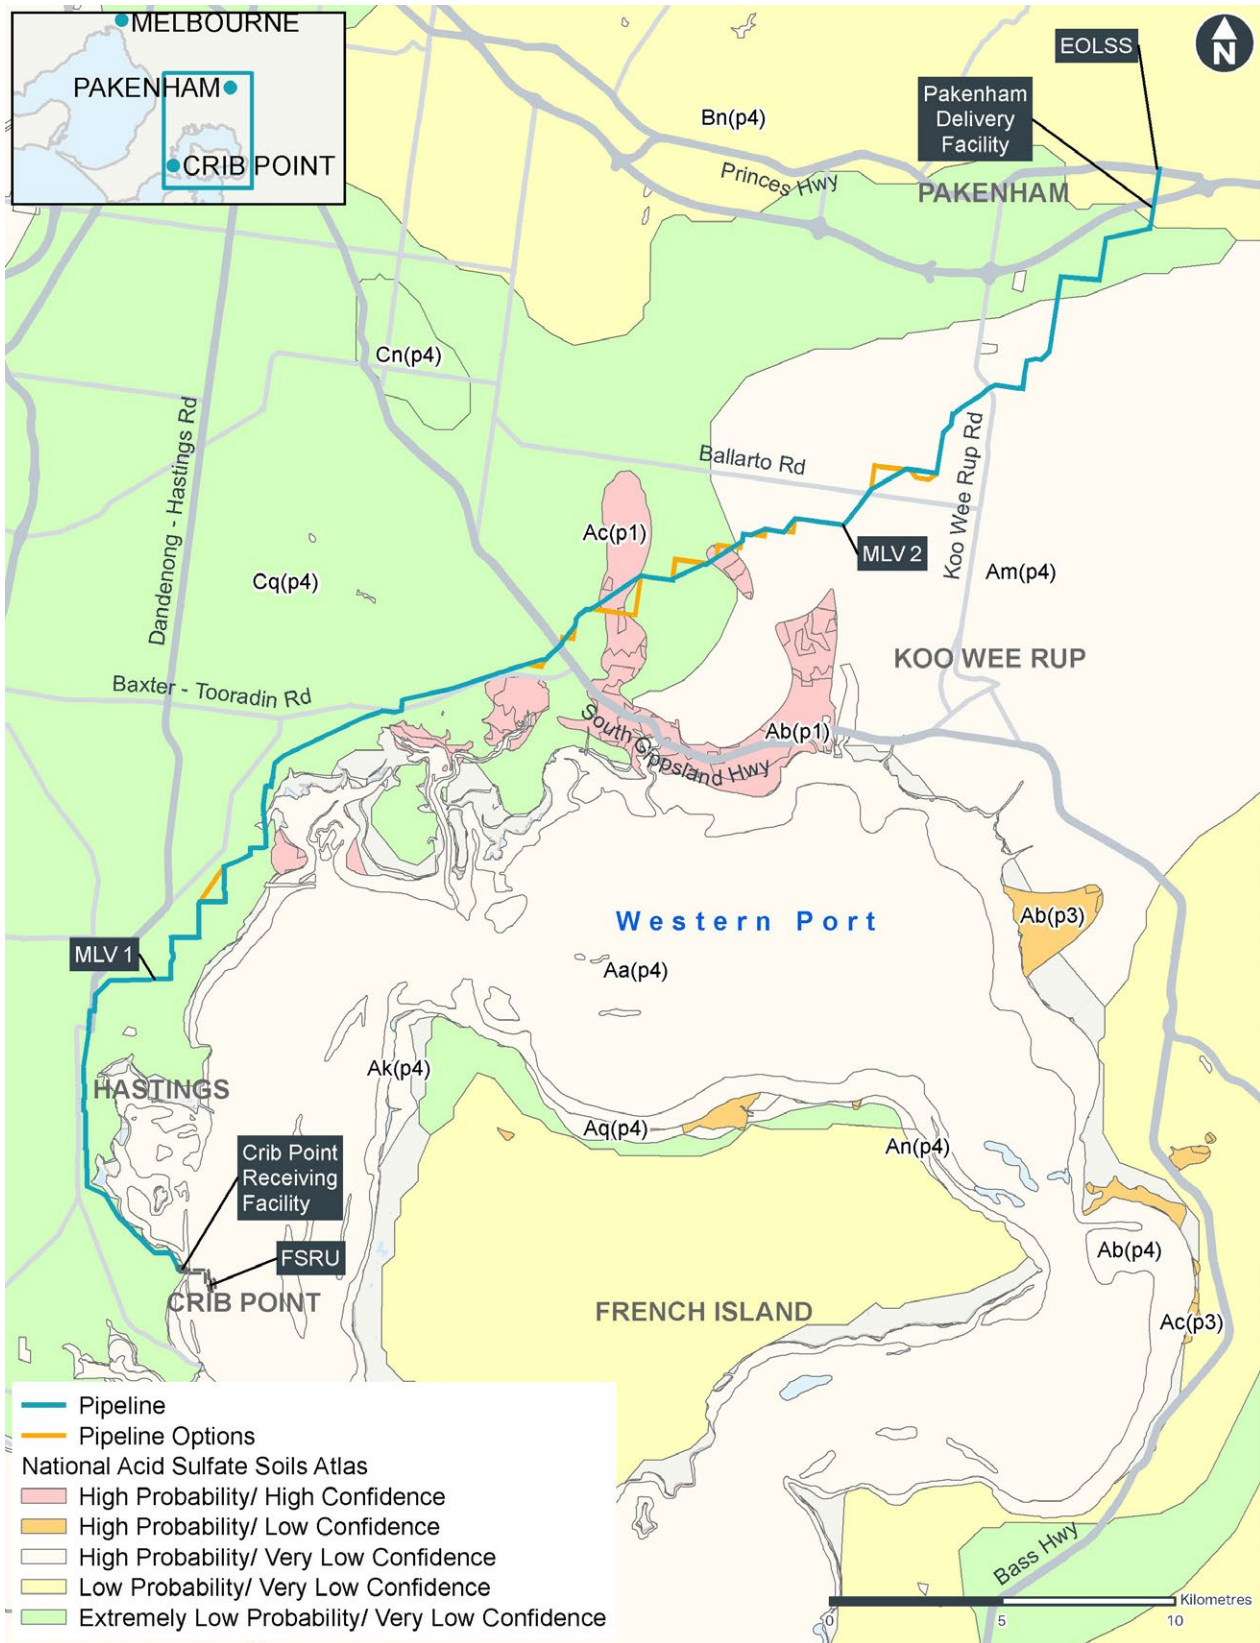 MELBOURNE
PAKENHAM
CRIB POINT
N
EOLSS
Pakenham
Delivery
Facility
Bn(p4)
Princes Hwy
PAKENHAM
Cn(p4)
Dandenong - Hastings Rd
Ballarto Rd
Koo Wee Rup Rd
Ac(p1)
MLV 2
Cq(p4)
Am(p4)
KOO WEE RUP
Baxter - Tooradin Rd
South Gippsland Hwy
Ab(p1)
Western Port
Ab(p3)
MLV 1
Aa(p4)
Ak(p4)
HASTINGS
Aq(p4)
An(p4)
Crib Point
Receiving
Facility
FSRU
Ab(p4)
CRIB POINT
FRENCH ISLAND
Ac(p3)
Pipeline
Pipeline Options
National Acid Sulfate Soils Atlas
High Probability/ High Confidence
High Probability/ Low Confidence
High Probability/ Very Low Confidence
Low Probability/ Very Low Confidence
Extremely Low Probability/ Very Low Confidence
Bass Hwy
Kilometres
0 5 10